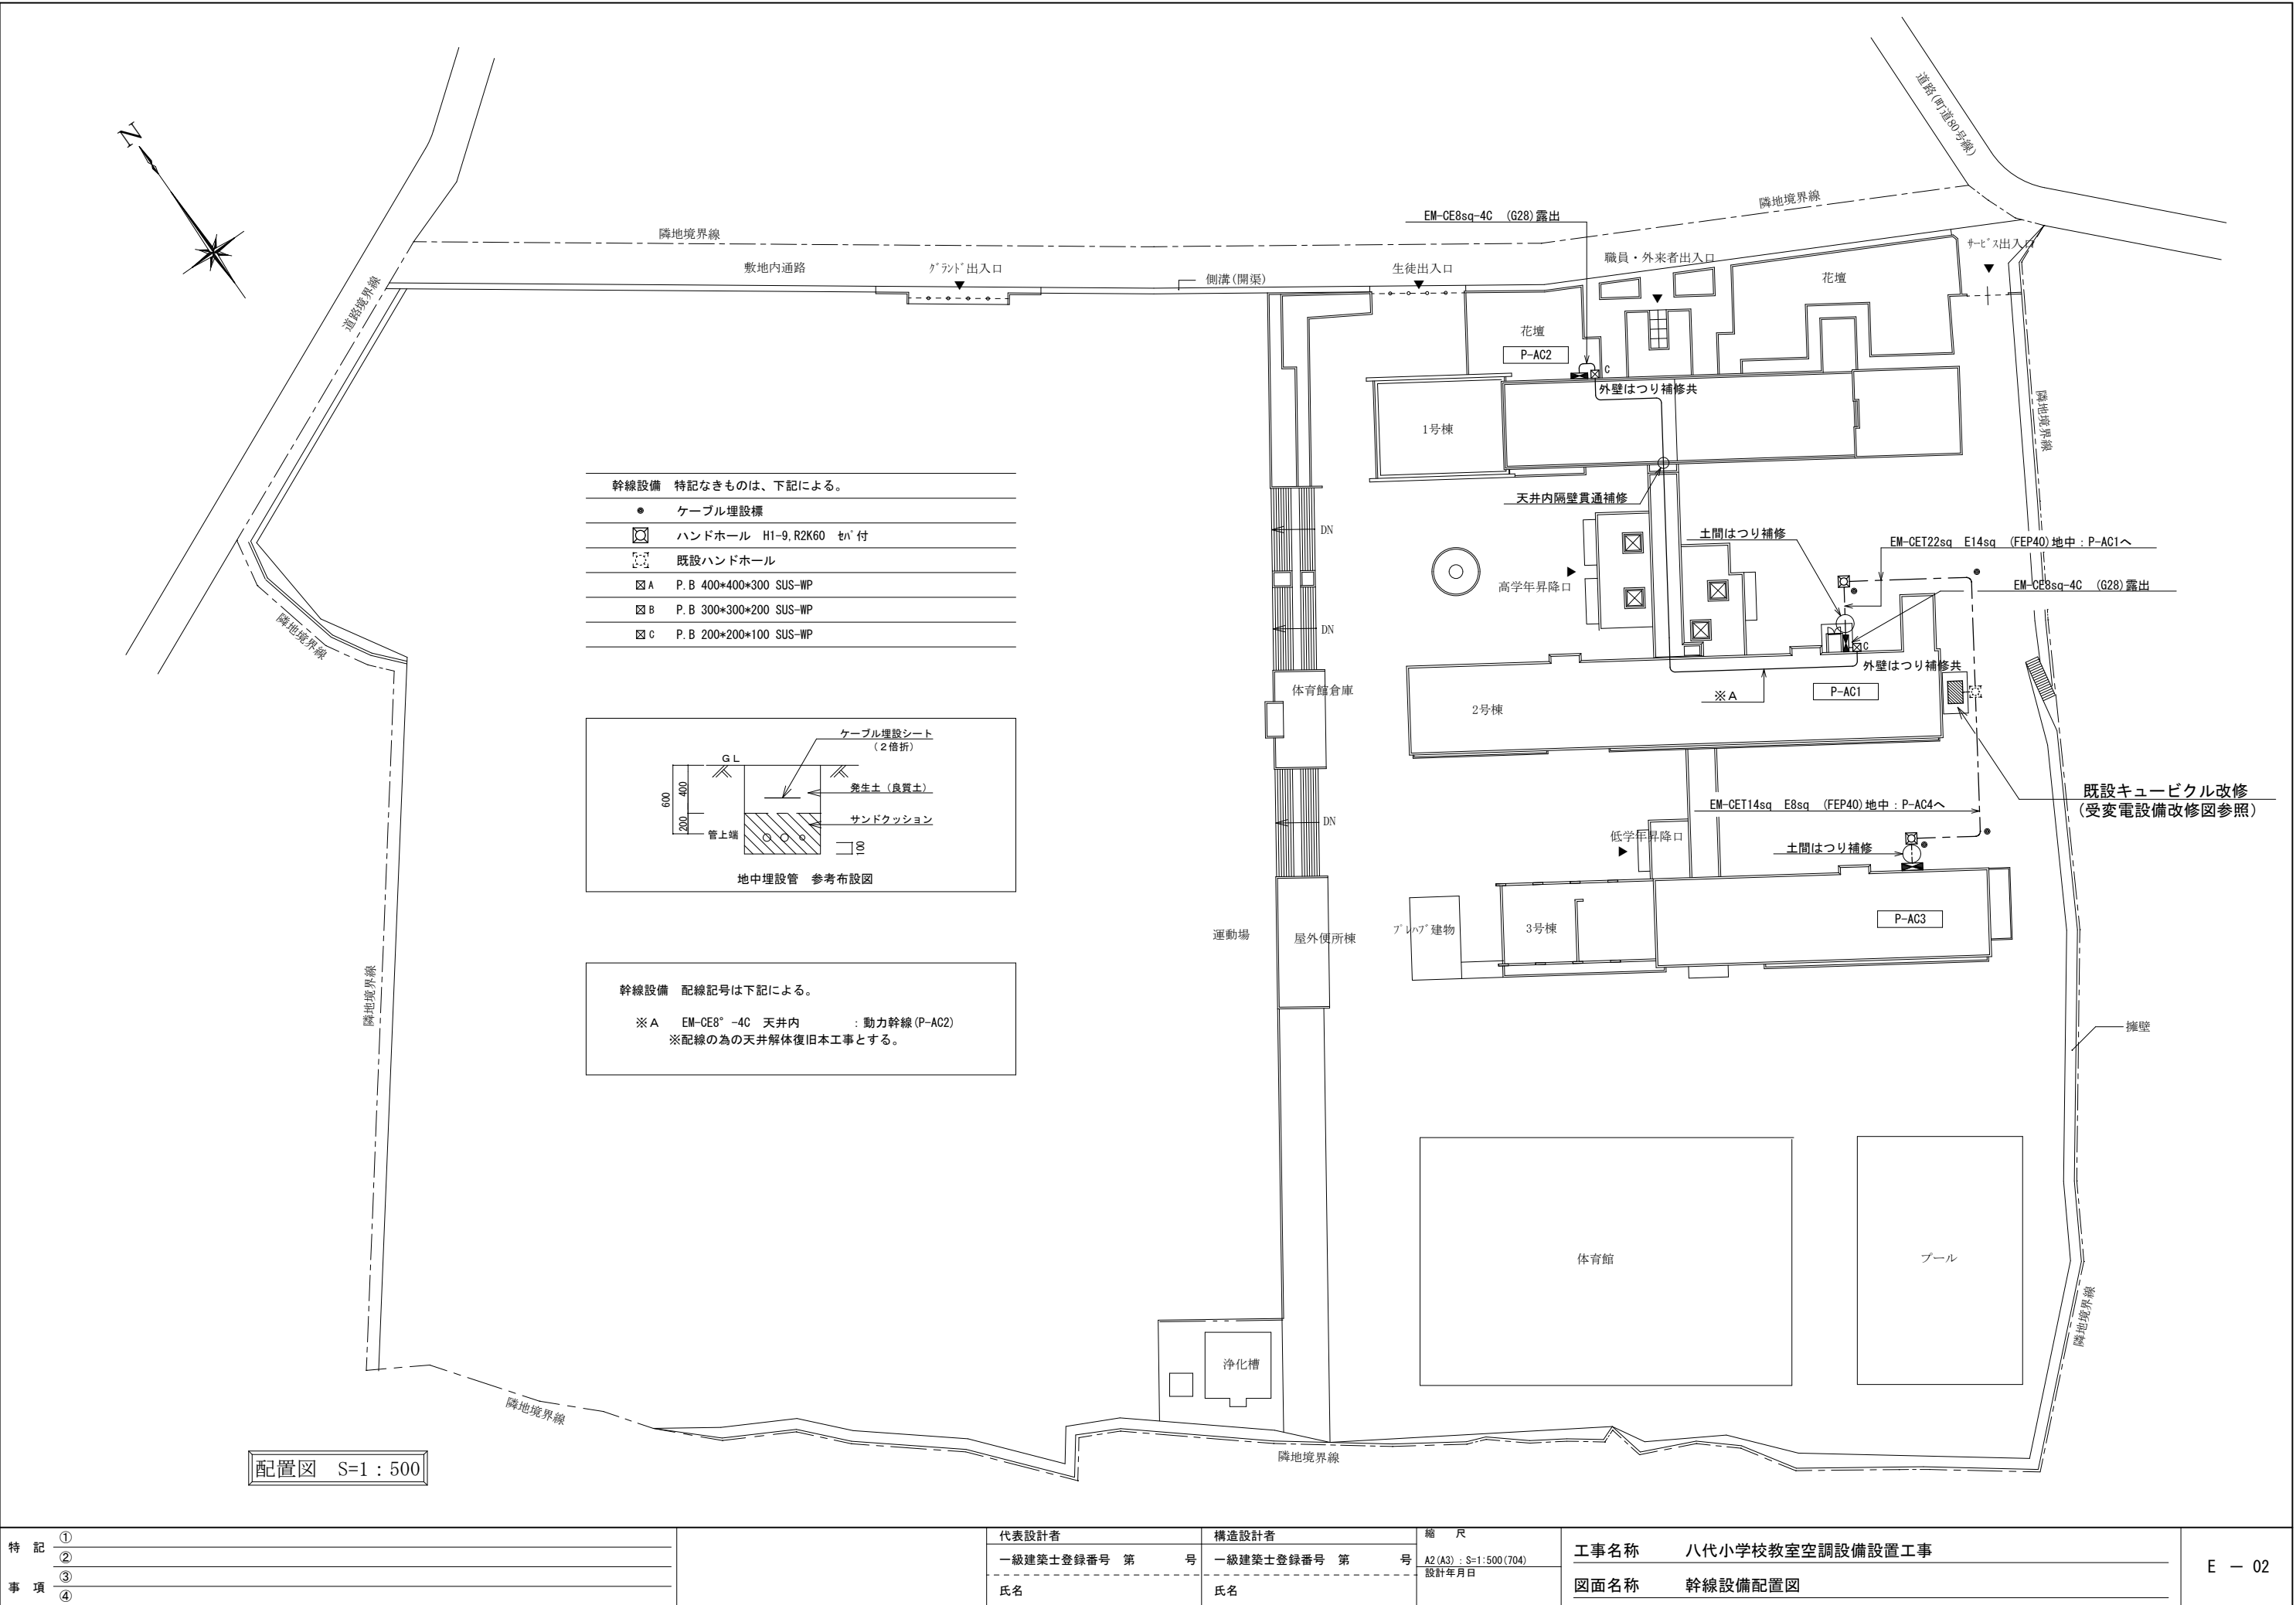 N
道路(町道80号線)
隣地境界線
EM-CE8sq-4C (G28)露出
隣地境界線
敷地内通路
グランド出入口
側溝(開渠)
生徒出入口
職員・外来者出入口
サービス出入口
花壇
道路境界線
花壇
P-AC2
C
外壁はつり補修共
隣地境界線
1号棟
天井内隔壁貫通補修
幹線設備 特記なきものは、下記による。
ケーブル埋設標
ハンドホール H1-9,R2K60 セパ付
既設ハンドホール
A P.B 400*400*300 SUS-WP
B P.B 300*300*200 SUS-WP
C P.B 200*200*100 SUS-WP
DN
土間はつり補修
EM-CET22sq E14sq (FEP40)地中：P-AC1へ
高学年昇降口
EM-CE8sq-4C (G28)露出
DN
隣地境界線
C
外壁はつり補修共
体育館倉庫
※A
P-AC1
2号棟
ケーブル埋設シート
(2倍折)
GL
発生土（良質土）
600
400
200
サンドクッション
管上端
100
地中埋設管 参考布設図
既設キュービクル改修
(受変電設備改修図参照)
EM-CET14sq E8sq (FEP40)地中：P-AC4へ
DN
低学年昇降口
土間はつり補修
P-AC3
運動場
屋外便所棟
プレハブ建物
3号棟
隣地境界線
幹線設備 配線記号は下記による。
※A EM-CE8°-4C 天井内 ：動力幹線(P-AC2)
※配線の為の天井解体復旧本工事とする。
擁壁
体育館
プール
隣地境界線
浄化槽
隣地境界線
隣地境界線
配置図 S=1：500
特記事項
①
②
③
④
代表設計者
一級建築士登録番号 第 号
氏名
構造設計者
一級建築士登録番号 第 号
氏名
縮 尺
A2(A3)：S=1:500(704)
設計年月日
工事名称 八代小学校教室空調設備設置工事
図面名称 幹線設備配置図
E － 02